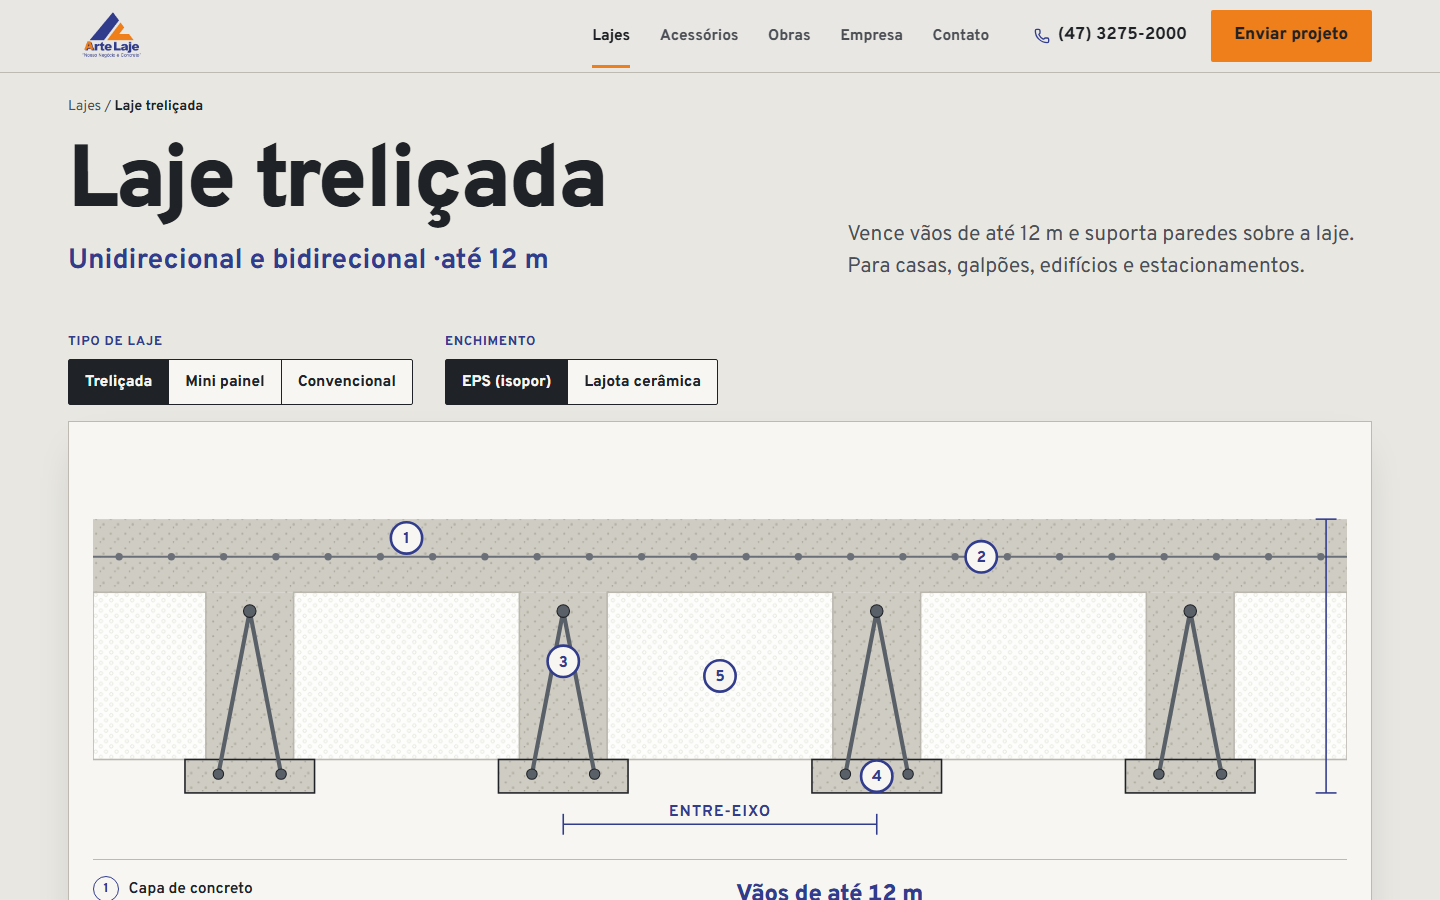 Arte Laje
"Nosso Negócio é Concreto"
Lajes
Acessórios
Obras
Empresa
Contato
(47) 3275-2000
Enviar projeto
Lajes / Laje treliçada
Laje treliçada
Unidirecional e bidirecional ·até 12 m
Vence vãos de até 12 m e suporta paredes sobre a laje.
Para casas, galpões, edifícios e estacionamentos.
TIPO DE LAJE
Treliçada
Mini painel
Convencional
ENCHIMENTO
EPS (isopor)
Lajota cerâmica
1
2
3
5
4
ENTRE-EIXO
1 Capa de concreto
Vãos de até 12 m